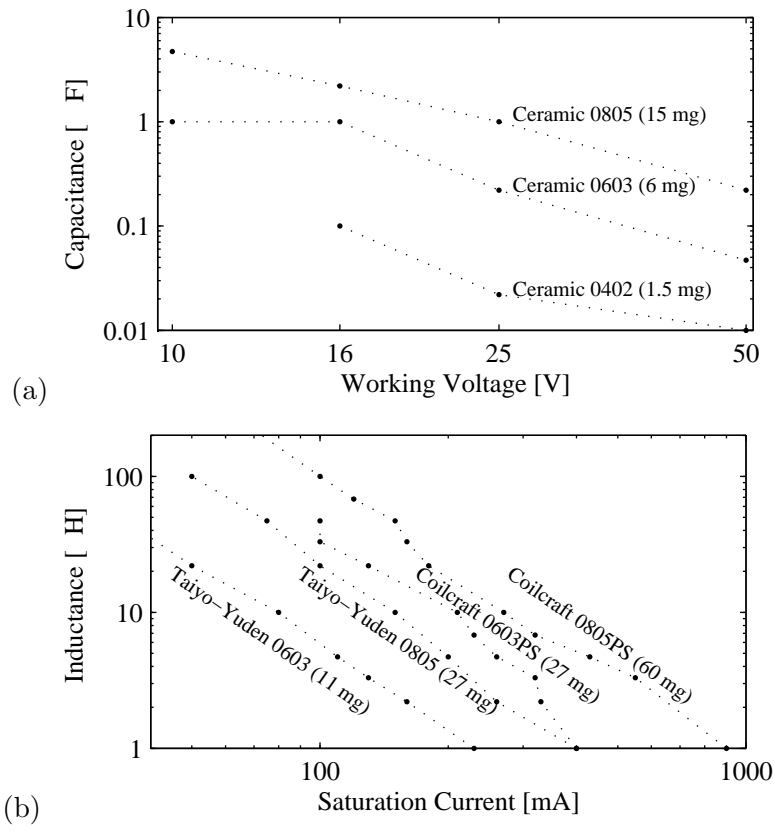 10
1
0.1
0.01
Capacitance [ F]
Ceramic 0805 (15 mg)
Ceramic 0603 (6 mg)
Ceramic 0402 (1.5 mg)
10 16 25 50
Working Voltage [V]
(a)
100
10
1
Inductance [ H]
Taiyo−Yuden 0603 (11 mg)
Taiyo−Yuden 0805 (27 mg)
Coilcraft 0603PS (27 mg)
Coilcraft 0805PS (60 mg)
100 1000
Saturation Current [mA]
(b)